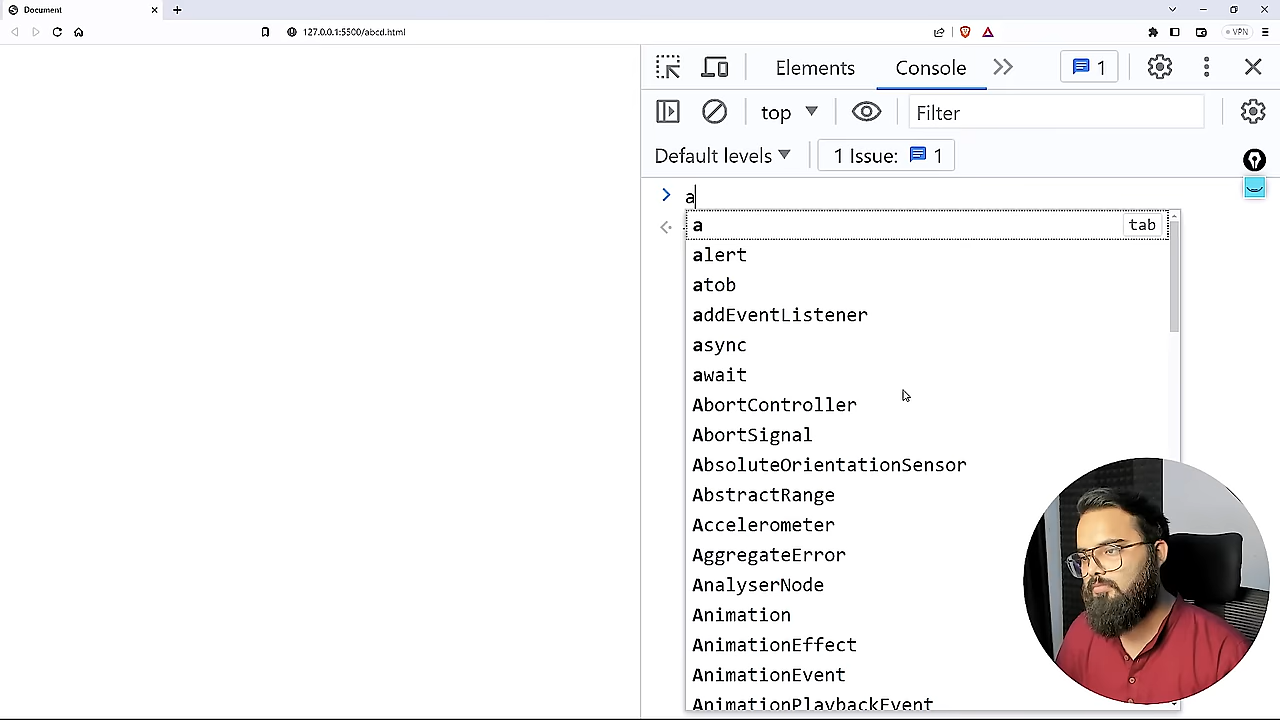 Document
127.0.0.1:5500/abcd.html
VPN
Elements
Console
1
top
Filter
Default levels
1 Issue:
1
a
a
tab
alert
atob
addEventListener
async
await
AbortController
AbortSignal
AbsoluteOrientationSensor
AbstractRange
Accelerometer
AggregateError
AnalyserNode
Animation
AnimationEffect
AnimationEvent
AnimationPlaybackEvent